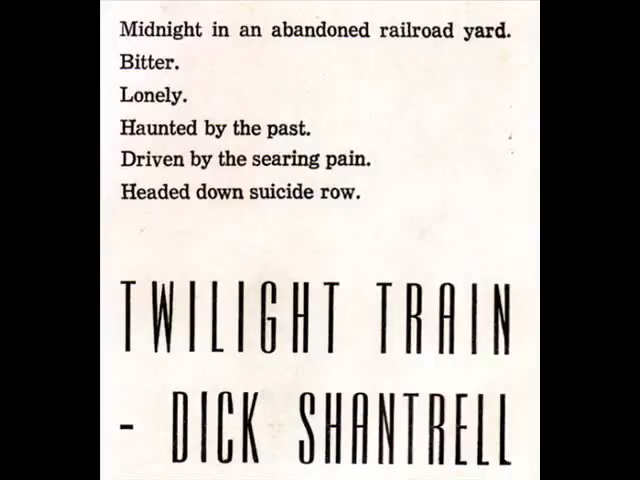 Midnight in an abandoned railroad yard.
Bitter.
Lonely.
Haunted by the past.
Driven by the searing pain.
Headed down suicide row.
TWILIGHT TRAIN
- DICK SHANTRELL